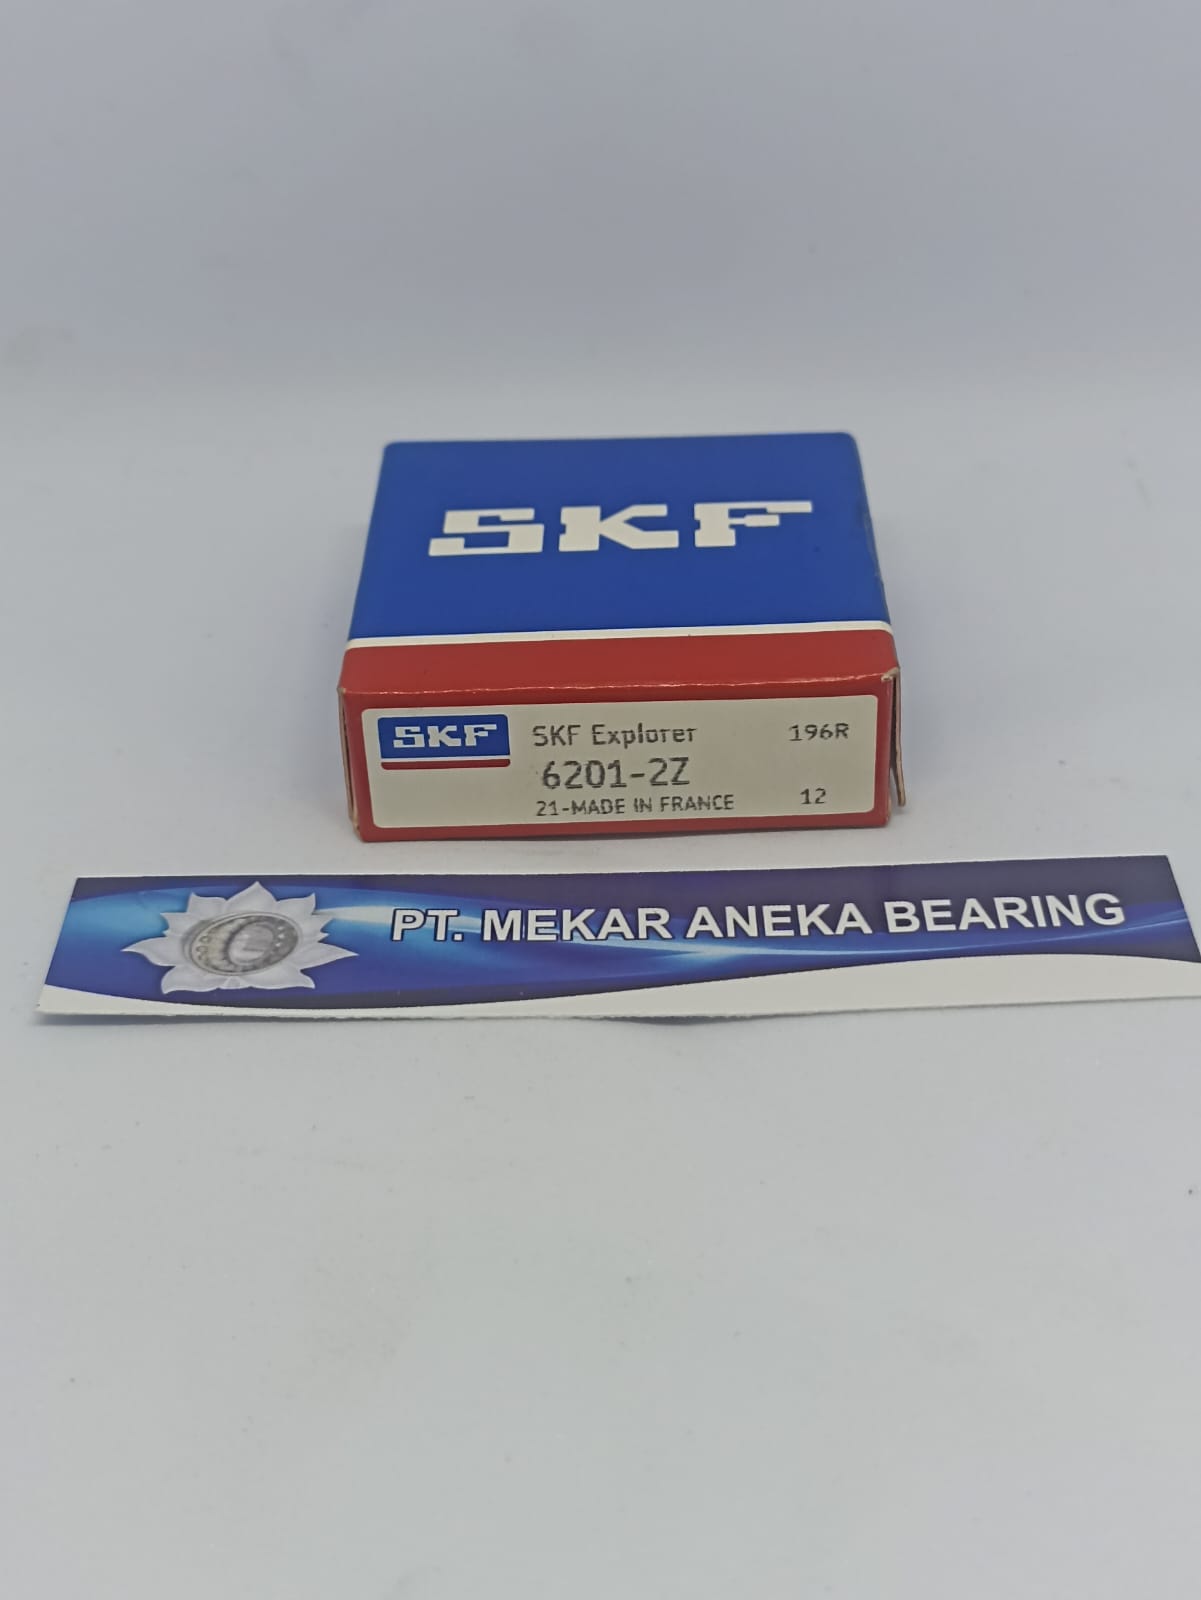 SKF
SKF
SKF Explorer
196R
6201-2Z
21-MADE IN FRANCE
12
PT. MEKAR ANEKA BEARING